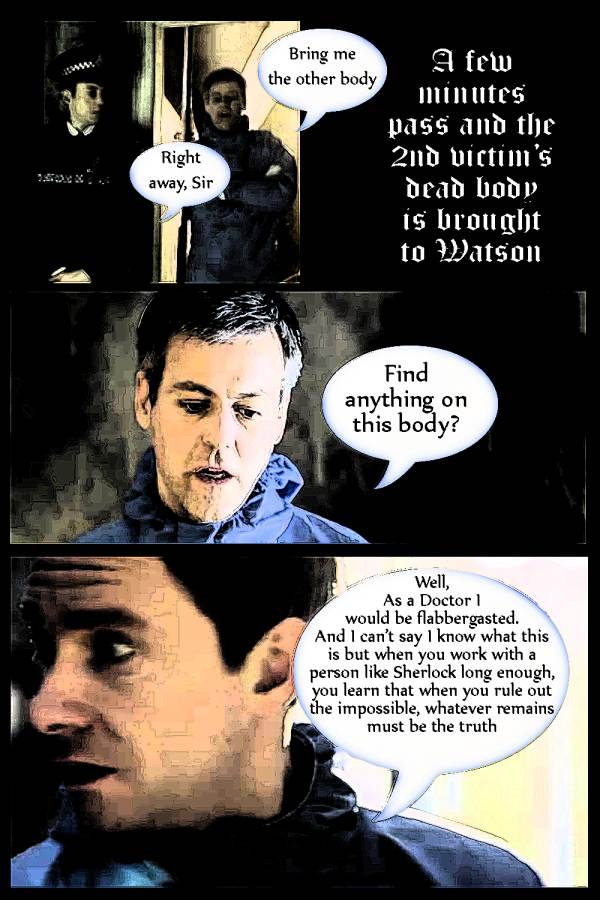 Bring me
the other body
Right
away, Sir
A few
minutes
pass and the
2nd victim's
dead body
is brought
to Watson
Find
anything on
this body?
Well,
As a Doctor I
would be flabbergasted.
And I can't say I know what this
is but when you work with a
person like Sherlock long enough,
you learn that when you rule out
the impossible, whatever remains
must be the truth